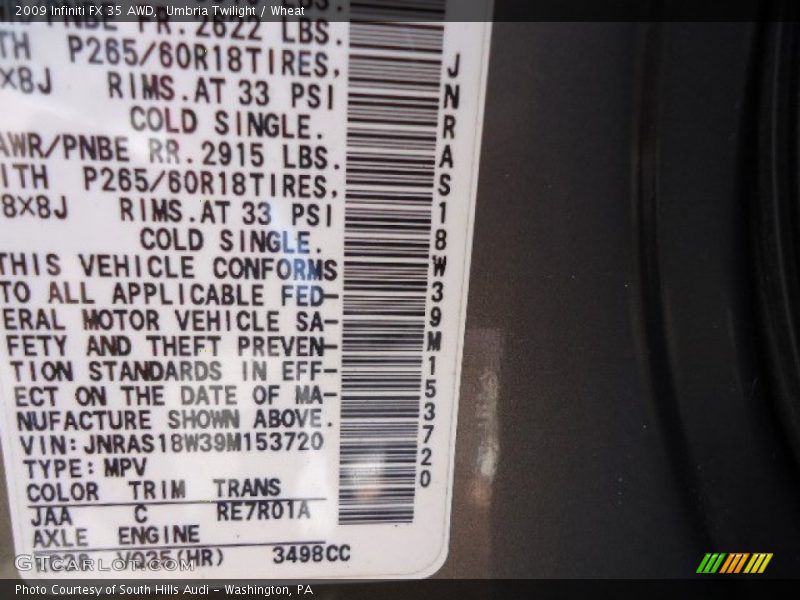 2009 Infiniti FX 35 AWD, Umbria Twilight / Wheat
/PNBE FR. 2622 LBS.
TH P265/60R18TIRES,
X8J RIMS.AT 33 PSI
COLD SINGLE.
AWR/PNBE RR. 2915 LBS.
ITH P265/60R18TIRES,
8X8J RIMS.AT 33 PSI
COLD SINGLE.
THIS VEHICLE CONFORMS
TO ALL APPLICABLE FED-
ERAL MOTOR VEHICLE SA-
FETY AND THEFT PREVEN-
TION STANDARDS IN EFF-
ECT ON THE DATE OF MA-
NUFACTURE SHOWN ABOVE.
VIN: JNRAS18W39M153720
TYPE: MPV
COLOR TRIM TRANS
JAA C RE7R01A
AXLE ENGINE
VQ35(HR) 3498CC
JNRAS18W39M153720
GTCarLot.com
Photo Courtesy of South Hills Audi - Washington, PA